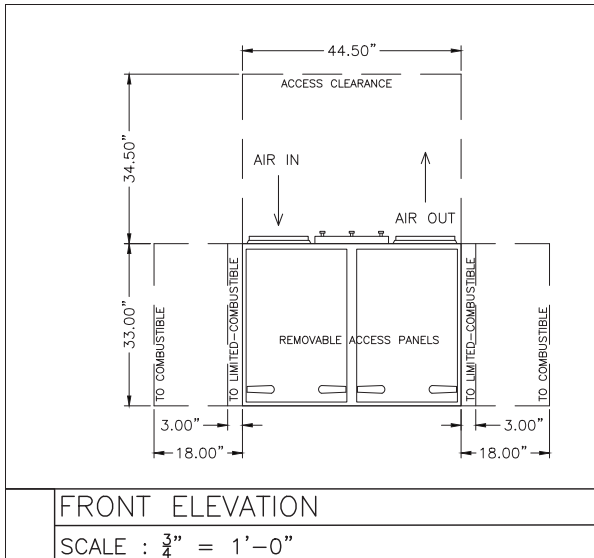 44.50"
ACCESS CLEARANCE
34.50"
AIR IN
AIR OUT
33.00"
TO COMBUSTIBLE
TO LIMITED-COMBUSTIBLE
REMOVABLE ACCESS PANELS
TO LIMITED-COMBUSTIBLE
TO COMBUSTIBLE
3.00"
3.00"
18.00"
18.00"
FRONT ELEVATION
SCALE : 3/4" = 1'-0"